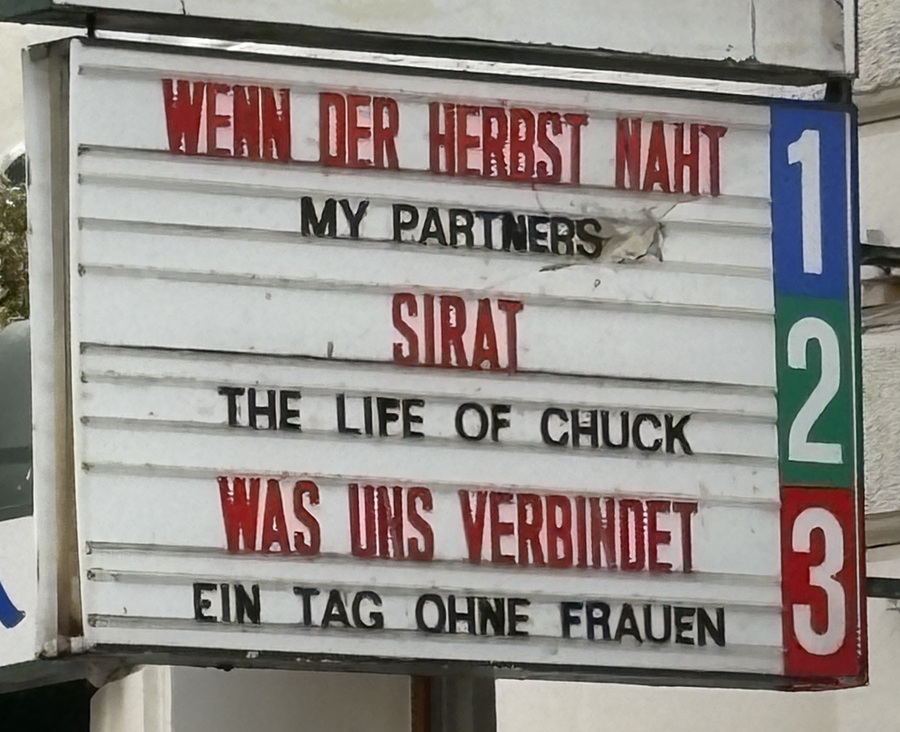 WENN DER HERBST NAHT
1
MY PARTNERS
SIRAT
2
THE LIFE OF CHUCK
WAS UNS VERBINDET
3
EIN TAG OHNE FRAUEN